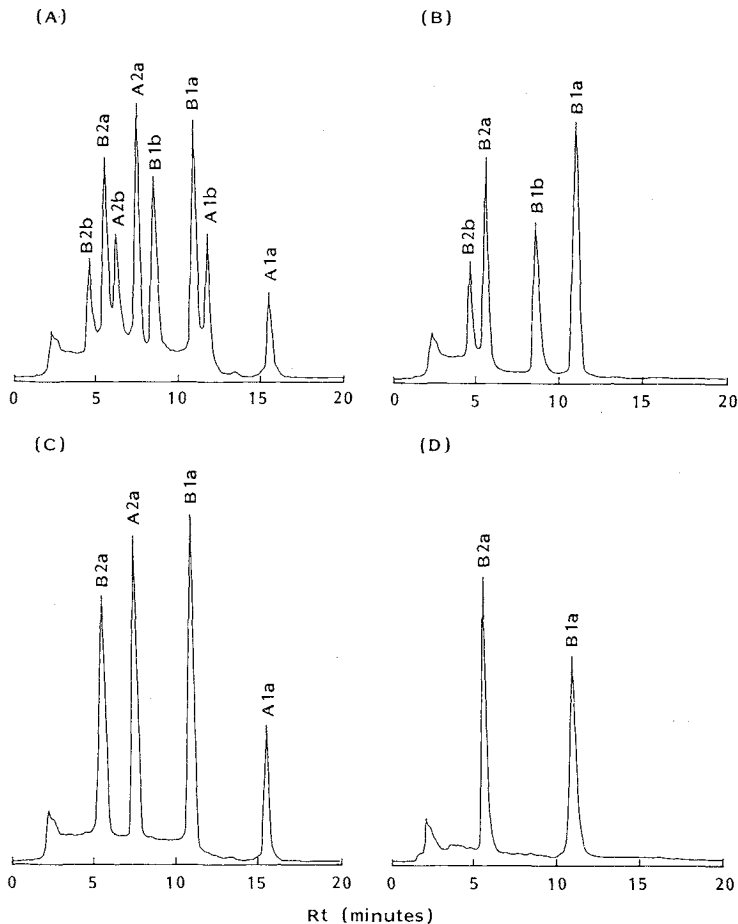 (A)
(B)
B2b
B2a
A2b
A2a
B1b
B1a
A1b
A1a
B2b
B2a
B1b
B1a
0 5 10 15 20
0 5 10 15 20
(C)
(D)
B2a
A2a
B1a
A1a
B2a
B1a
0 5 10 15 20
0 5 10 15 20
Rt (minutes)